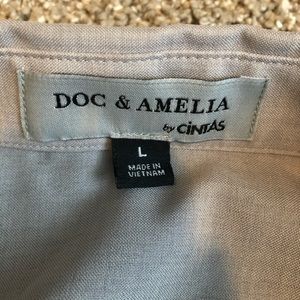 DOC & AMELIA
by CiNTAS
L
MADE IN
VIETNAM